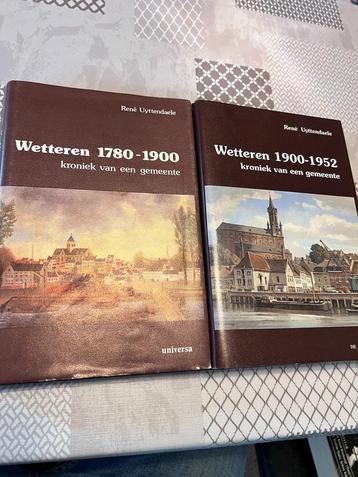 René Uyttendaele
Wetteren 1780-1900
kroniek van een gemeente
universa
René Uyttendaele
Wetteren 1900-1952
kroniek van een gemeente